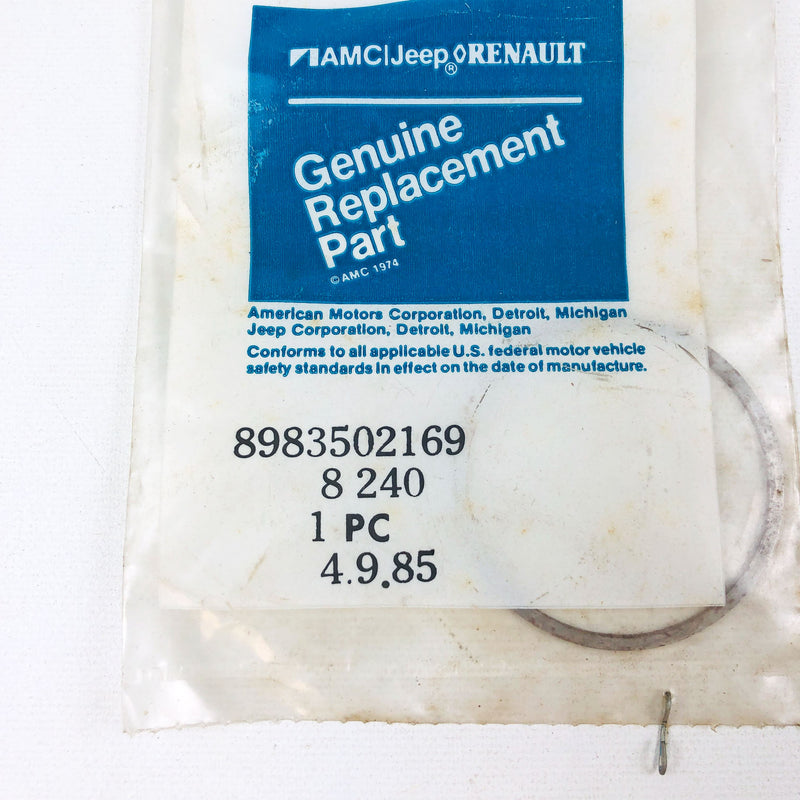 AMC|Jeep®◊RENAULT
Genuine
Replacement
Part
©AMC 1974
American Motors Corporation, Detroit, Michigan
Jeep Corporation, Detroit, Michigan
Conforms to all applicable U.S. federal motor vehicle
safety standards in effect on the date of manufacture.
8983502169
8 240
1 PC
4.9.85